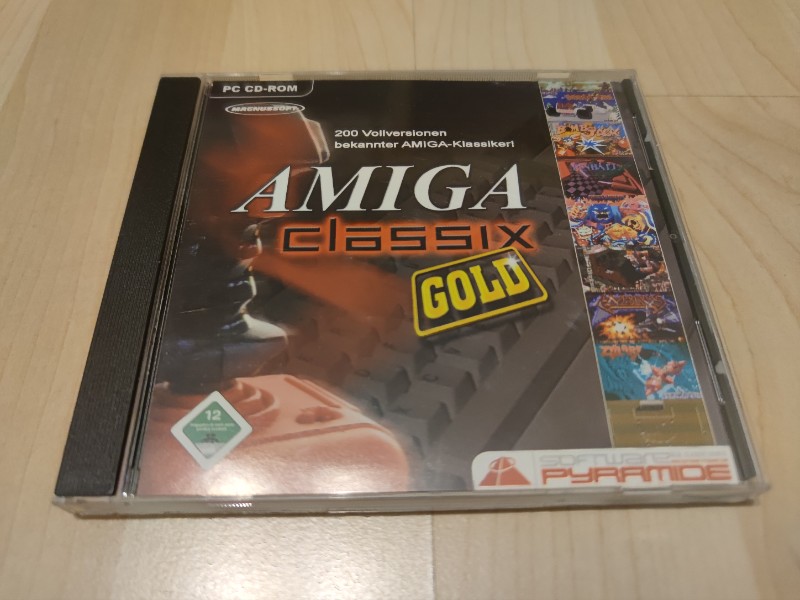 PC CD-ROM
MAGNUSSOFT
200 Vollversionen
bekannter AMIGA-Klassiker!
AMIGA
classix
GOLD
12
SOFTWARE
PYRAMIDE